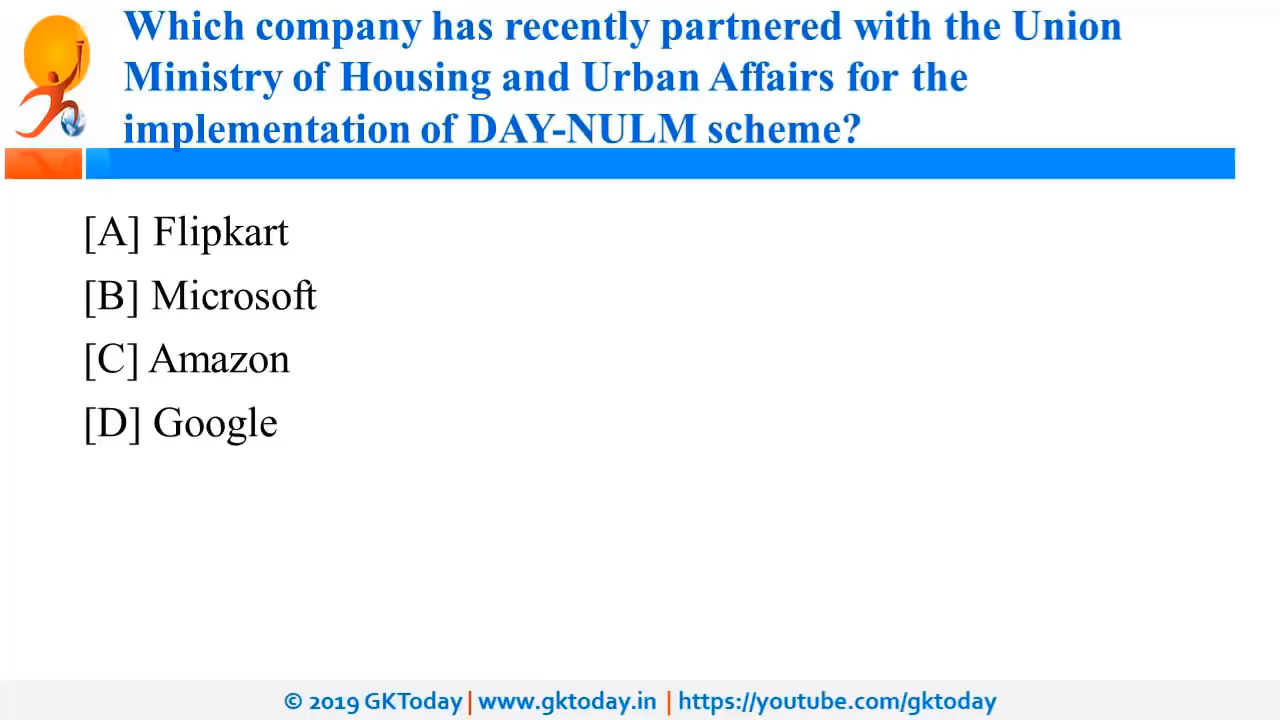 Which company has recently partnered with the Union
Ministry of Housing and Urban Affairs for the
implementation of DAY-NULM scheme?
[A] Flipkart
[B] Microsoft
[C] Amazon
[D] Google
© 2019 GKToday | www.gktoday.in | https://youtube.com/gktoday